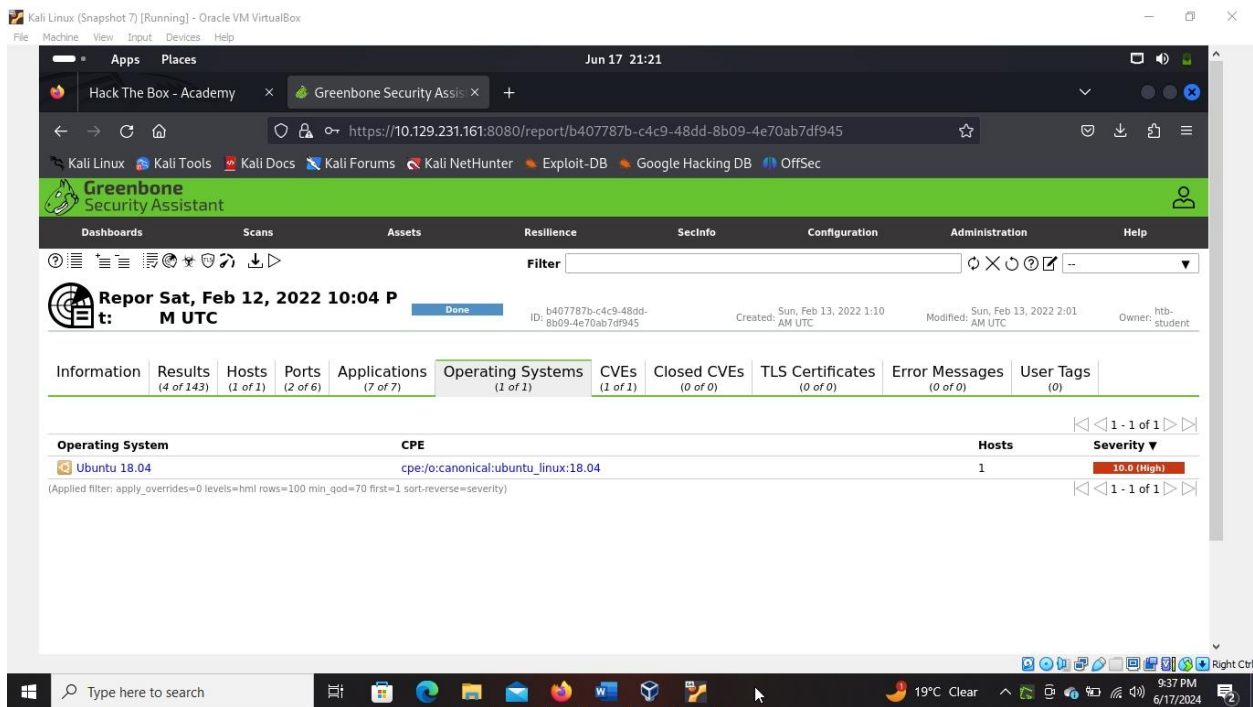 Kali Linux (Snapshot 7) [Running] - Oracle VM VirtualBox
File Machine View Input Devices Help
Apps Places Jun 17 21:21
Hack The Box - Academy × Greenbone Security Assis × +
https://10.129.231.161:8080/report/b407787b-c4c9-48dd-8b09-4e70ab7df945
Kali Linux Kali Tools Kali Docs Kali Forums Kali NetHunter Exploit-DB Google Hacking DB OffSec
Greenbone
Security Assistant
Dashboards Scans Assets Resilience SecInfo Configuration Administration Help
Filter --
Repor Sat, Feb 12, 2022 10:04 P
t: M UTC
Done
ID: b407787b-c4c9-48dd-
8b09-4e70ab7df945
Created: Sun, Feb 13, 2022 1:10
AM UTC
Modified: Sun, Feb 13, 2022 2:01
AM UTC
Owner: htb-
student
Information Results Hosts Ports Applications Operating Systems CVEs Closed CVEs TLS Certificates Error Messages User Tags
(4 of 143) (1 of 1) (2 of 6) (7 of 7) (1 of 1) (1 of 1) (0 of 0) (0 of 0) (0 of 0) (0)
1 - 1 of 1
Operating System CPE Hosts Severity ▼
Ubuntu 18.04 cpe:/o:canonical:ubuntu_linux:18.04 1 10.0 (High)
(Applied filter: apply_overrides=0 levels=hml rows=100 min_qod=70 first=1 sort-reverse=severity) 1 - 1 of 1
Right Ctrl
Type here to search 19°C Clear 9:37 PM
6/17/2024